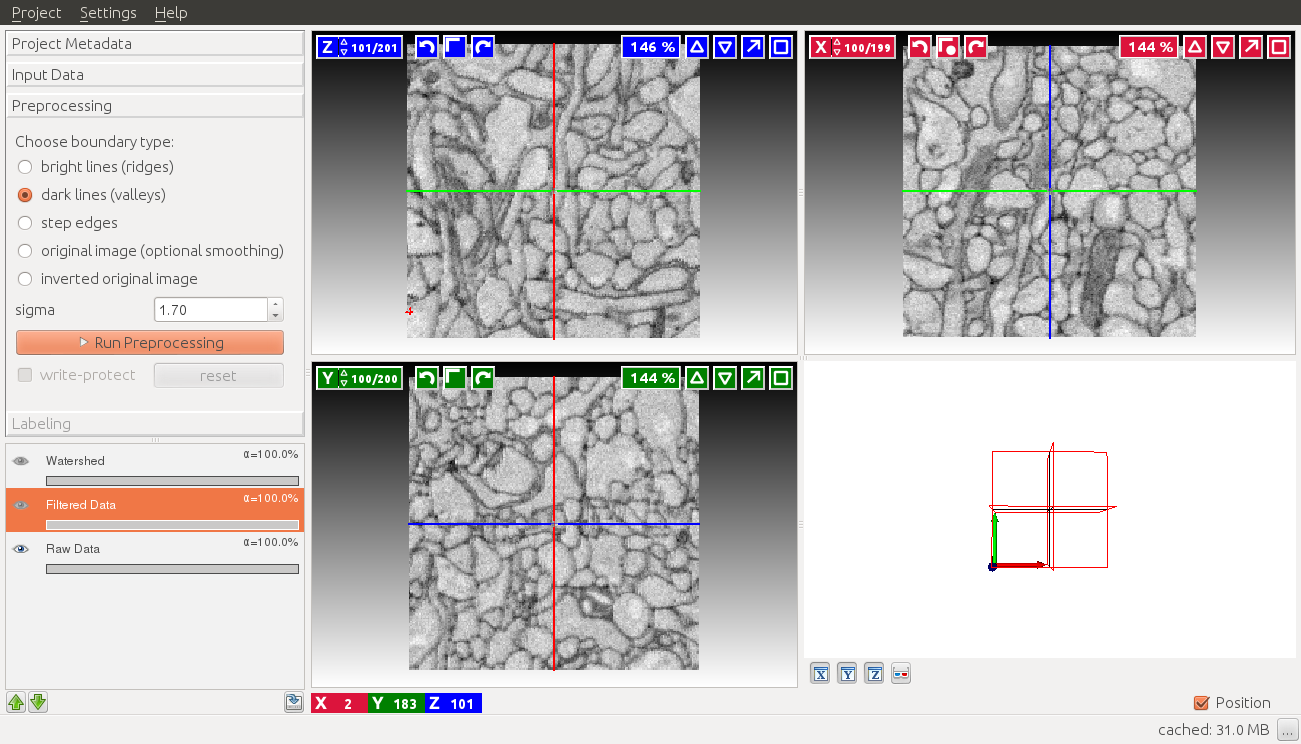 Project Settings Help
Project Metadata
Input Data
Preprocessing
Choose boundary type:
bright lines (ridges)
dark lines (valleys)
step edges
original image (optional smoothing)
inverted original image
sigma 1.70
Run Preprocessing
write-protect reset
Labeling
Watershed α=100.0%
Filtered Data α=100.0%
Raw Data α=100.0%
Z 101/201 146 %
X 100/199 144 %
Y 100/200 144 %
X Y Z
X 2 Y 183 Z 101
Position
cached: 31.0 MB ...